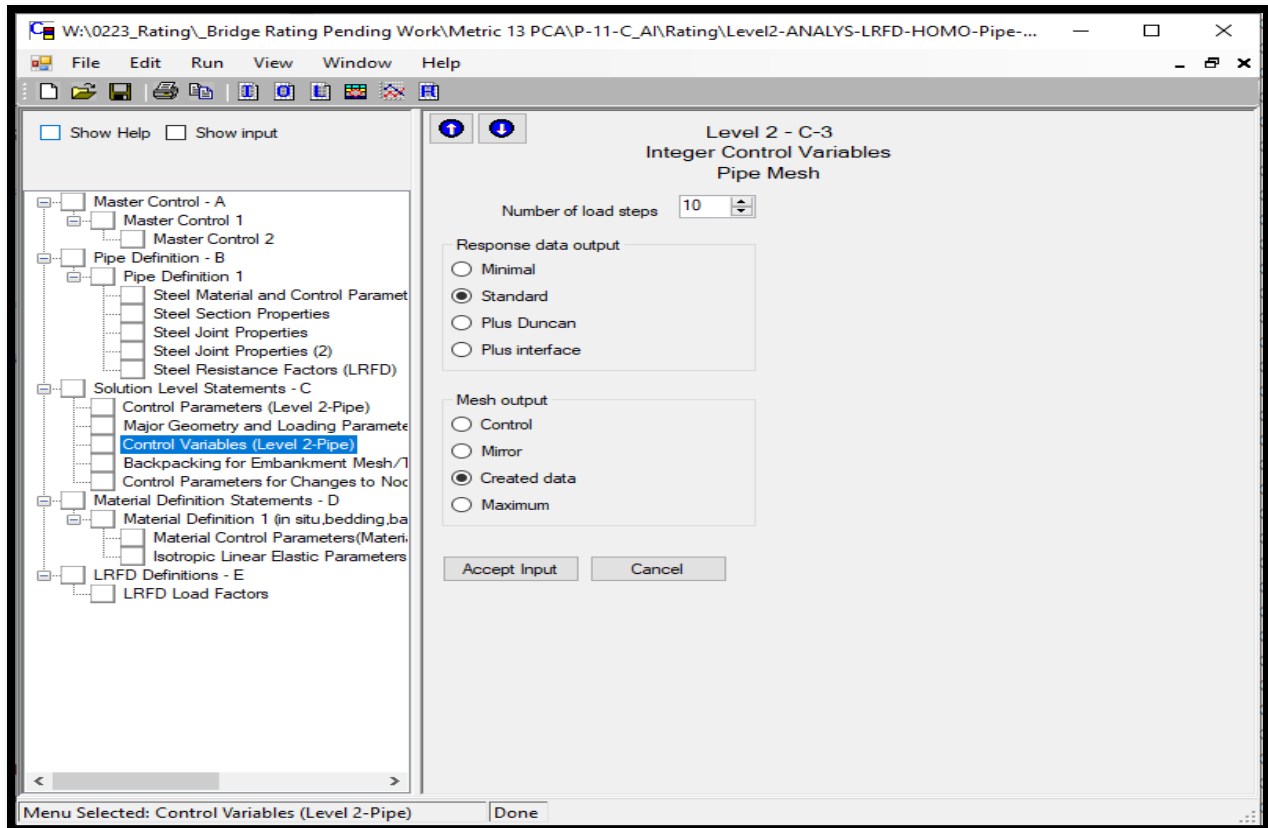 W:\0223_Rating\_Bridge Rating Pending Work\Metric 13 PCA\P-11-C_AI\Rating\Level2-ANALYS-LRFD-HOMO-Pipe-...
File Edit Run View Window Help
Show Help Show input
Master Control - A
Master Control 1
Master Control 2
Pipe Definition - B
Pipe Definition 1
Steel Material and Control Paramet
Steel Section Properties
Steel Joint Properties
Steel Joint Properties (2)
Steel Resistance Factors (LRFD)
Solution Level Statements - C
Control Parameters (Level 2-Pipe)
Major Geometry and Loading Paramete
Control Variables (Level 2-Pipe)
Backpacking for Embankment Mesh/T
Control Parameters for Changes to Noc
Material Definition Statements - D
Material Definition 1 (in situ,bedding,ba
Material Control Parameters(Materi
Isotropic Linear Elastic Parameters
LRFD Definitions - E
LRFD Load Factors
Level 2 - C-3
Integer Control Variables
Pipe Mesh
Number of load steps 10
Response data output
Minimal
Standard
Plus Duncan
Plus interface
Mesh output
Control
Mirror
Created data
Maximum
Accept Input Cancel
Menu Selected: Control Variables (Level 2-Pipe) Done